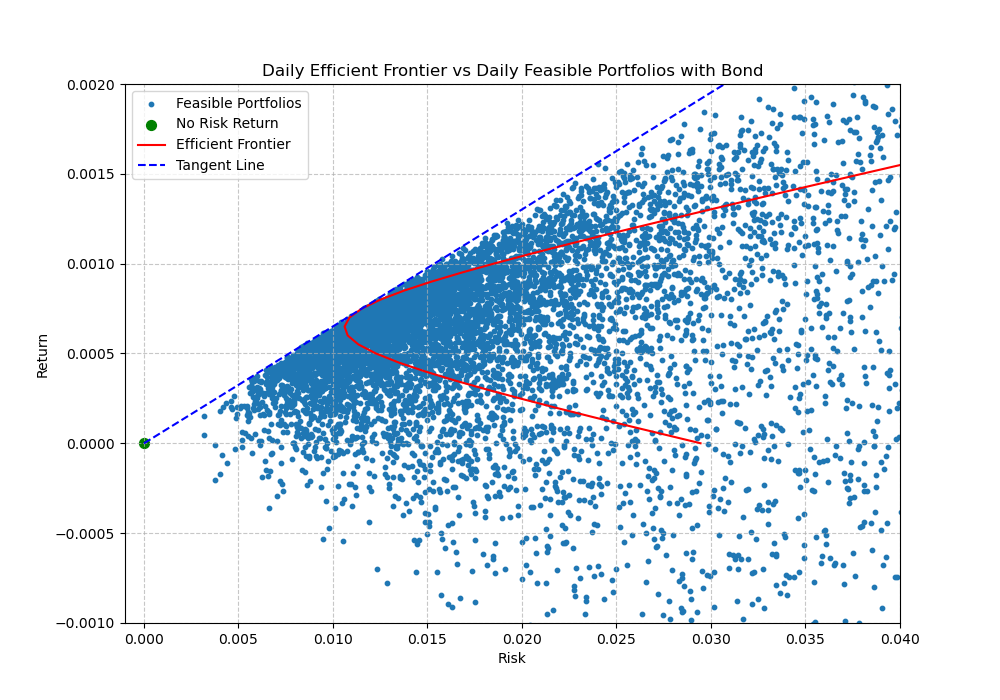 Daily Efficient Frontier vs Daily Feasible Portfolios with Bond
Feasible Portfolios
No Risk Return
Efficient Frontier
Tangent Line
0.0020
0.0015
0.0010
0.0005
0.0000
−0.0005
−0.0010
Return
0.000 0.005 0.010 0.015 0.020 0.025 0.030 0.035 0.040
Risk